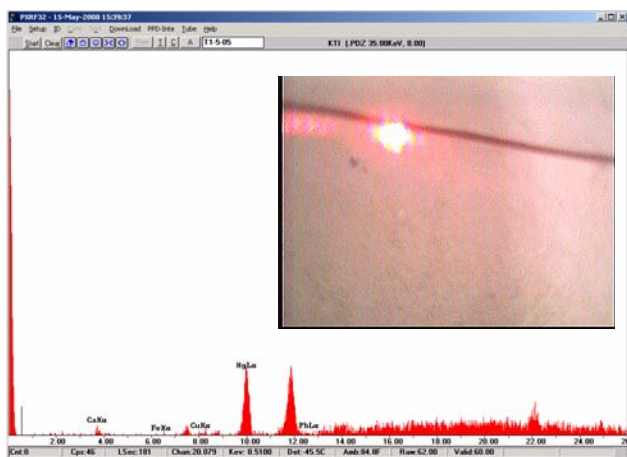 PXRF32 - 15-May-2008 15:39:37
File Setup ID DownLoad PPD-Inte Tube Help
Start Clear I C A T1-5-05 KTI (.PDZ 35.00KeV, 8.00)
HgLα
CaKα FeKα CuKα PbLα
2.00 4.00 6.00 8.00 10.00 12.00 14.00 16.00 18.00 20.00 22.00 24.00 26
Cnt:0 Cps:46 LSec:181 Chan:20.079 Kev: 0.5100 Det:-45.5C Amb:84.0F Raw:62.00 Valid:60.00